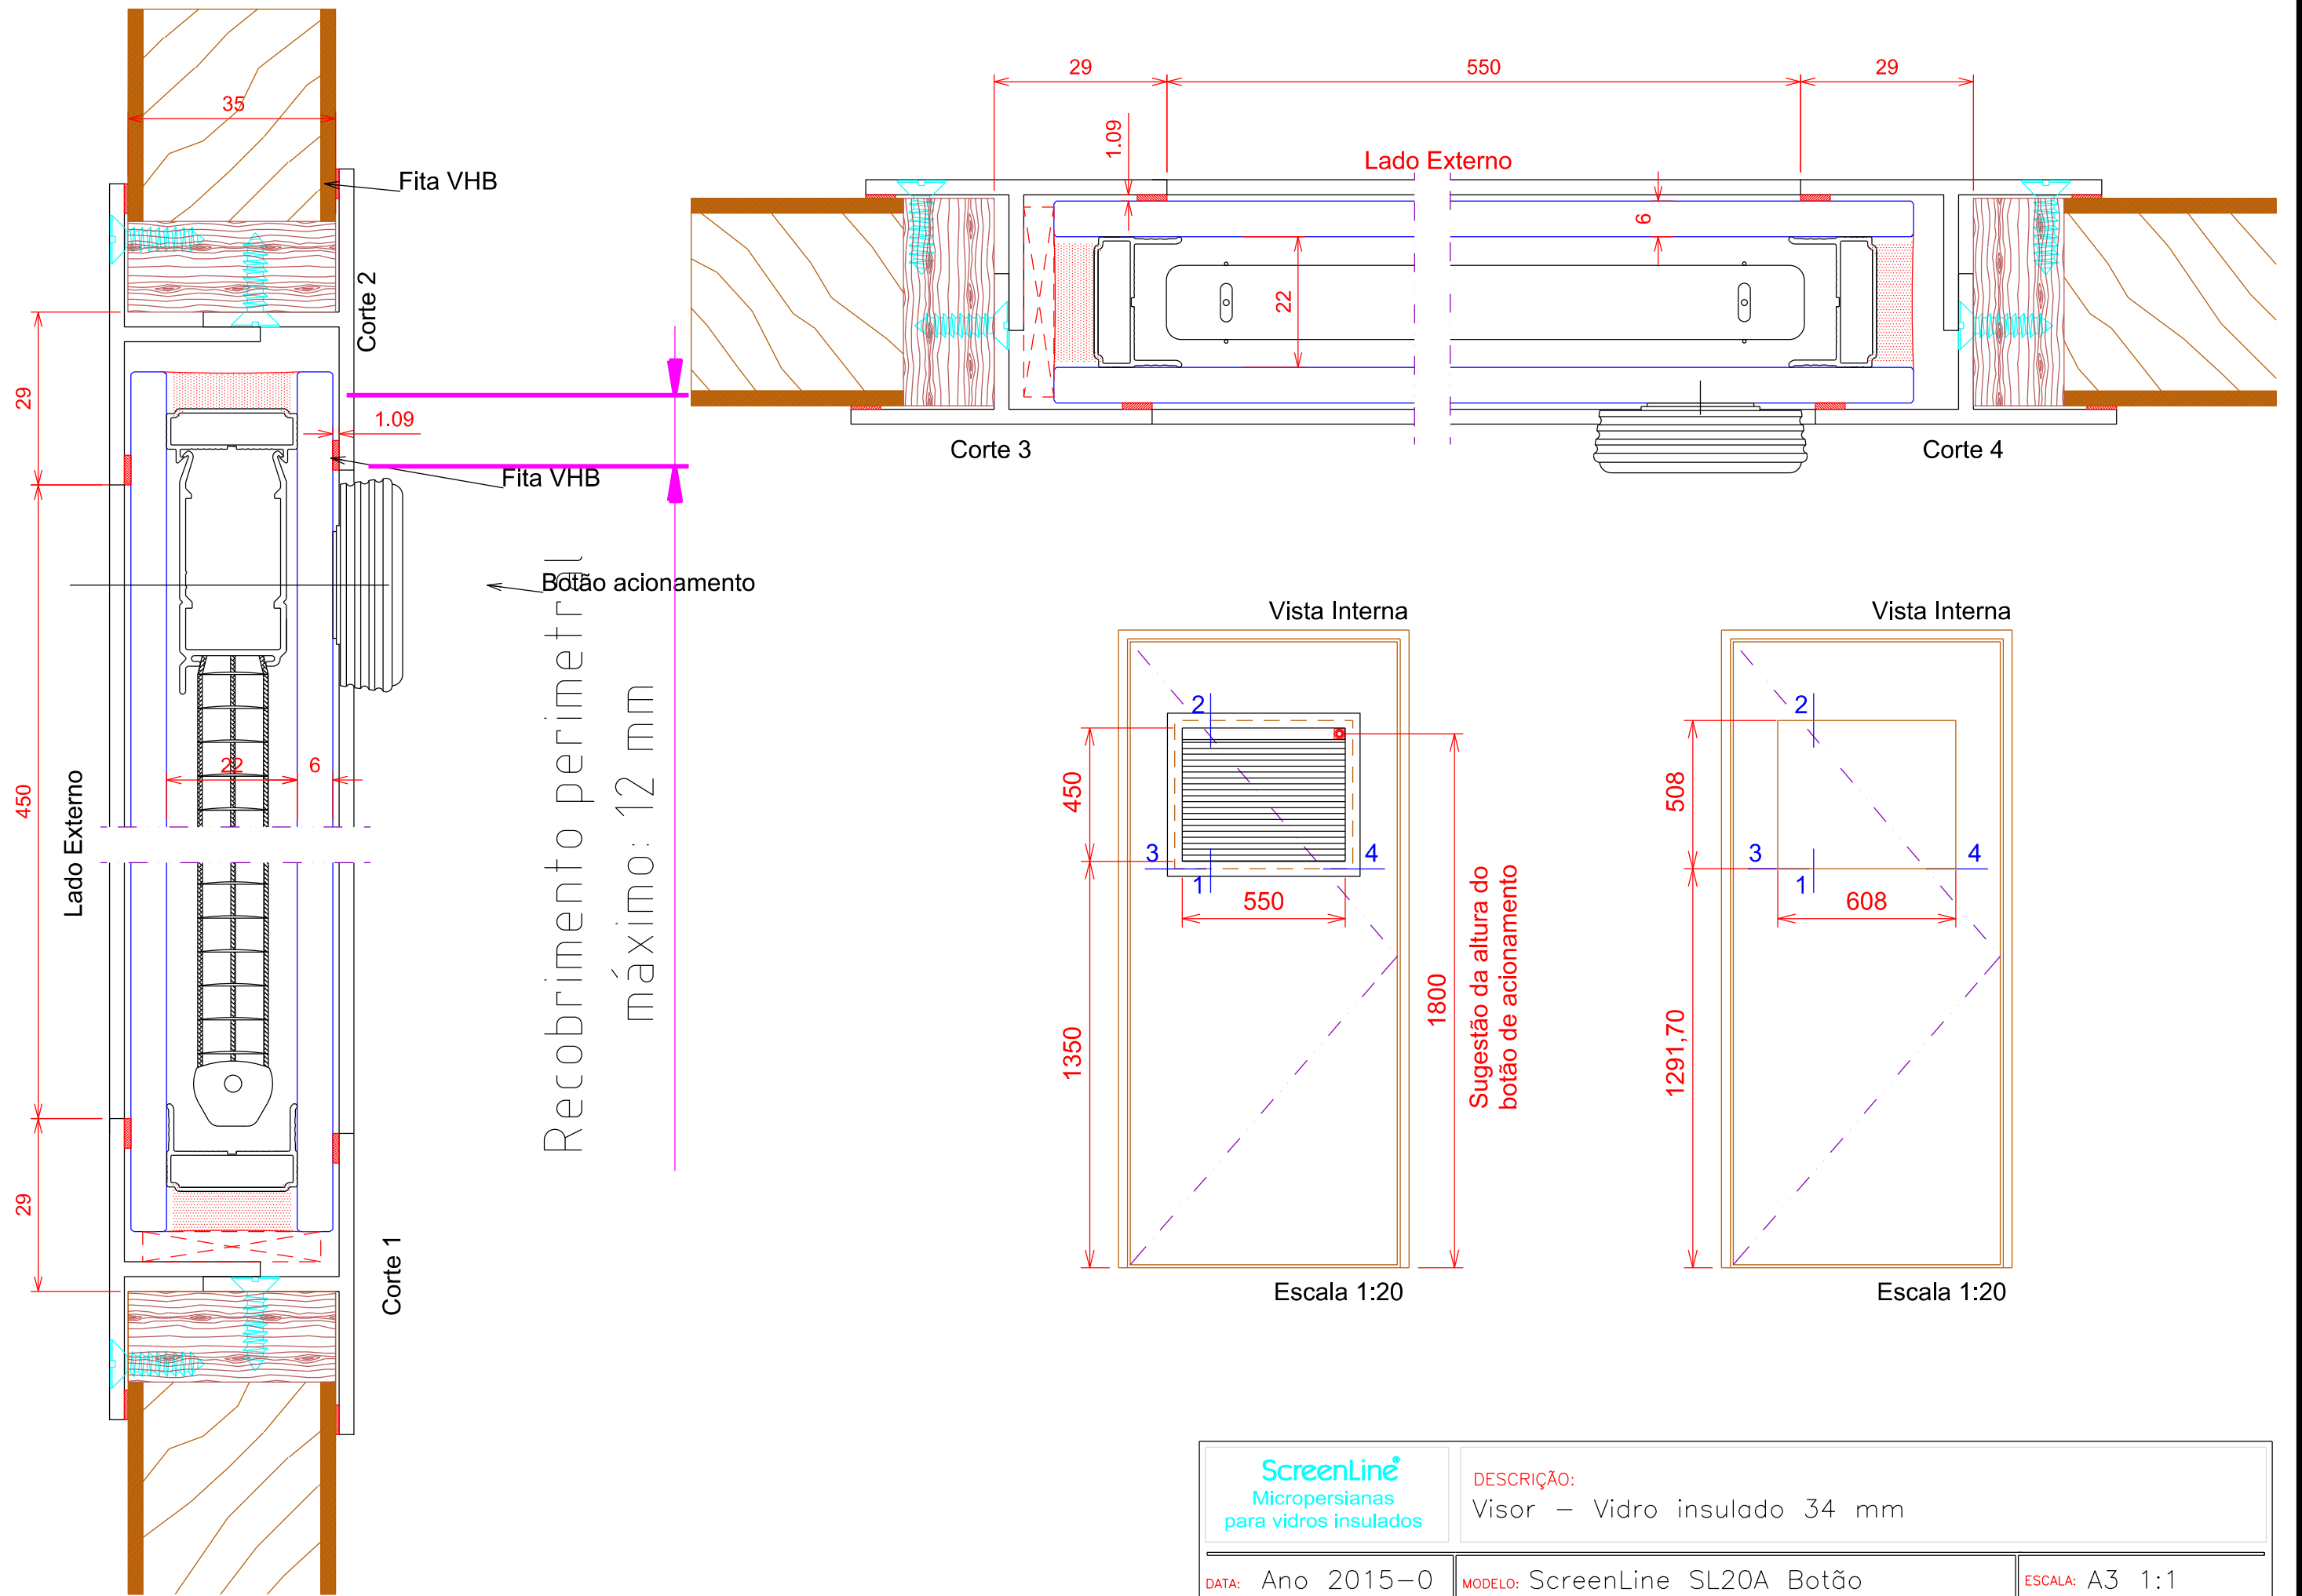 35
Fita VHB
Corte 2
29
1.09
Fita VHB
Botão acionamento
Recobrimento perimetral
máximo: 12 mm
450
Lado Externo
22
6
29
Corte 1
29
550
29
1.09
Lado Externo
6
22
Corte 3
Corte 4
Vista Interna
2
450
3
4
1
550
1350
1800
Sugestão da altura do
botão de acionamento
Escala 1:20
Vista Interna
2
508
3
4
1
608
1291,70
Escala 1:20
ScreenLine®
Micropersianas
para vidros insulados
DESCRIÇÃO:
Visor – Vidro insulado 34 mm
DATA: Ano 2015-0
MODELO: ScreenLine SL20A Botão
ESCALA: A3 1:1